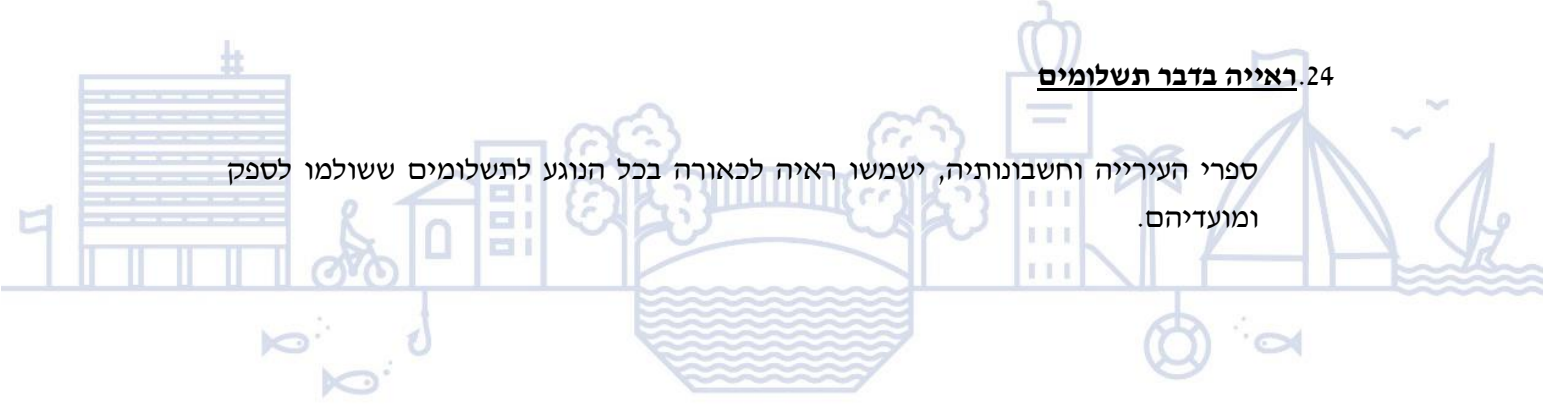 24. ראייה בדבר תשלומים
ספרי העירייה וחשבונותיה, ישמשו ראיה לכאורה בכל הנוגע לתשלומים ששולמו לספק
ומועדיהם.